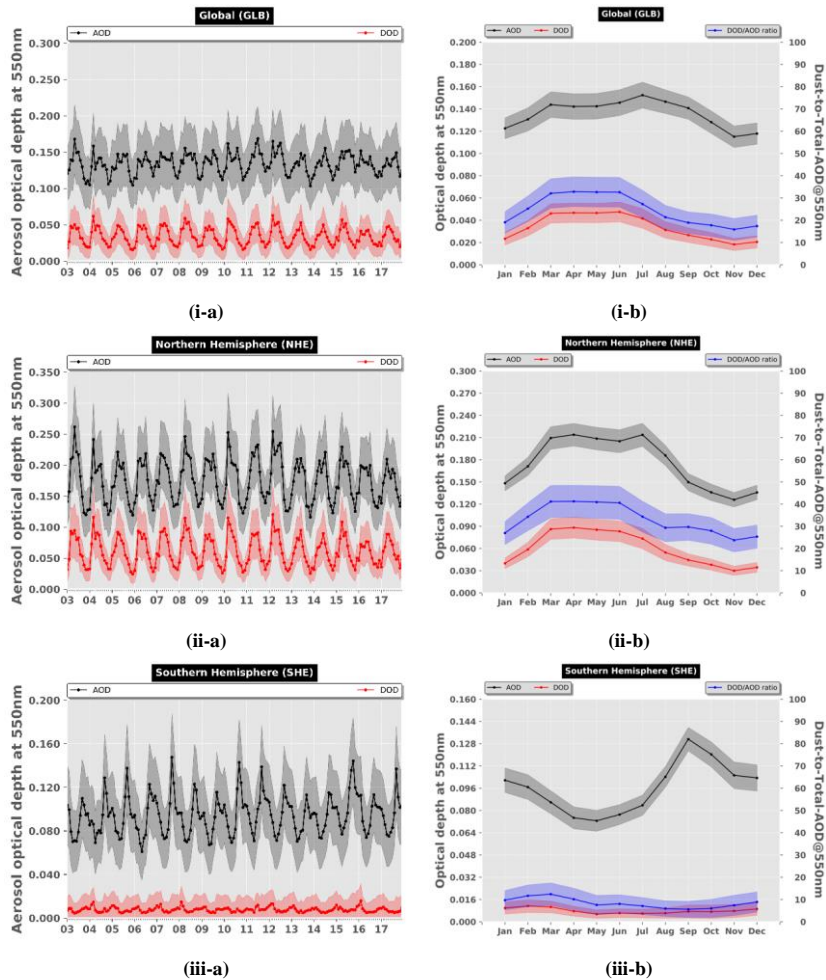 Global (GLB)
AOD DOD
Aerosol optical depth at 550nm
0.300
0.250
0.200
0.150
0.100
0.050
0.000
03 04 05 06 07 08 09 10 11 12 13 14 15 16 17
(i-a)
Global (GLB)
AOD DOD DOD/AOD ratio
Optical depth at 550nm
0.200
0.180
0.160
0.140
0.120
0.100
0.080
0.060
0.040
0.020
0.000
100
90
80
70
60
50
40
30
20
10
0
Dust-to-Total-AOD@550nm
Jan Feb Mar Apr May Jun Jul Aug Sep Oct Nov Dec
(i-b)
Northern Hemisphere (NHE)
AOD DOD
Aerosol optical depth at 550nm
0.350
0.300
0.250
0.200
0.150
0.100
0.050
0.000
03 04 05 06 07 08 09 10 11 12 13 14 15 16 17
(ii-a)
Northern Hemisphere (NHE)
AOD DOD DOD/AOD ratio
Optical depth at 550nm
0.300
0.270
0.240
0.210
0.180
0.150
0.120
0.090
0.060
0.030
0.000
100
90
80
70
60
50
40
30
20
10
0
Dust-to-Total-AOD@550nm
Jan Feb Mar Apr May Jun Jul Aug Sep Oct Nov Dec
(ii-b)
Southern Hemisphere (SHE)
AOD DOD
Aerosol optical depth at 550nm
0.200
0.160
0.120
0.080
0.040
0.000
03 04 05 06 07 08 09 10 11 12 13 14 15 16 17
(iii-a)
Southern Hemisphere (SHE)
AOD DOD DOD/AOD ratio
Optical depth at 550nm
0.160
0.144
0.128
0.112
0.096
0.080
0.064
0.048
0.032
0.016
0.000
100
90
80
70
60
50
40
30
20
10
0
Dust-to-Total-AOD@550nm
Jan Feb Mar Apr May Jun Jul Aug Sep Oct Nov Dec
(iii-b)